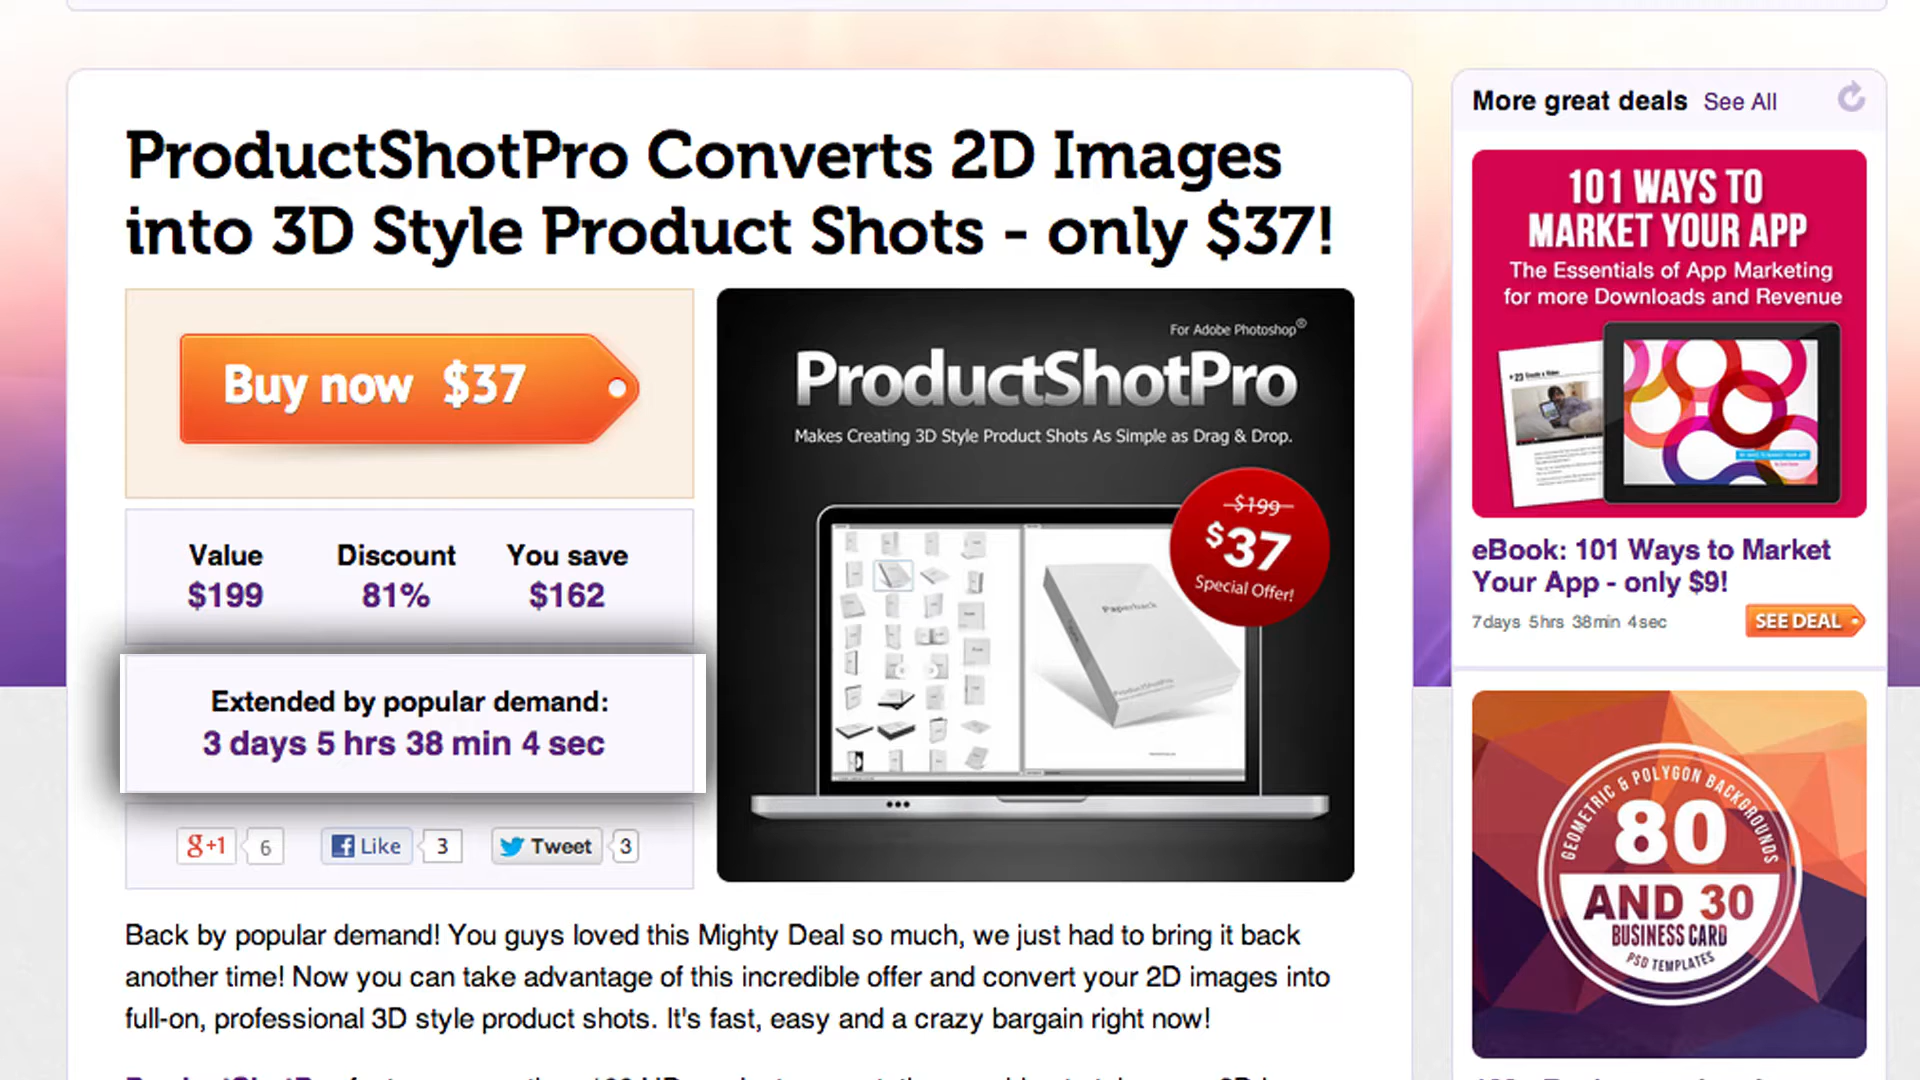 ProductShotPro Converts 2D Images
into 3D Style Product Shots - only $37!
Buy now $37
Value Discount You save
$199 81% $162
Extended by popular demand:
3 days 5 hrs 38 min 4 sec
g+1 6 Like 3 Tweet 3
For Adobe Photoshop®
ProductShotPro
Makes Creating 3D Style Product Shots As Simple as Drag & Drop.
$199
$37
Special Offer!
Paperback
ProductShotPro
Back by popular demand! You guys loved this Mighty Deal so much, we just had to bring it back
another time! Now you can take advantage of this incredible offer and convert your 2D images into
full-on, professional 3D style product shots. It's fast, easy and a crazy bargain right now!
More great deals See All
101 WAYS TO
MARKET YOUR APP
The Essentials of App Marketing
for more Downloads and Revenue
#23 Create a Video
eBook: 101 Ways to Market
Your App - only $9!
7days 5hrs 38min 4sec
SEE DEAL
GEOMETRIC & POLYGON BACKGROUNDS
80
AND 30
BUSINESS CARD
PSD TEMPLATES